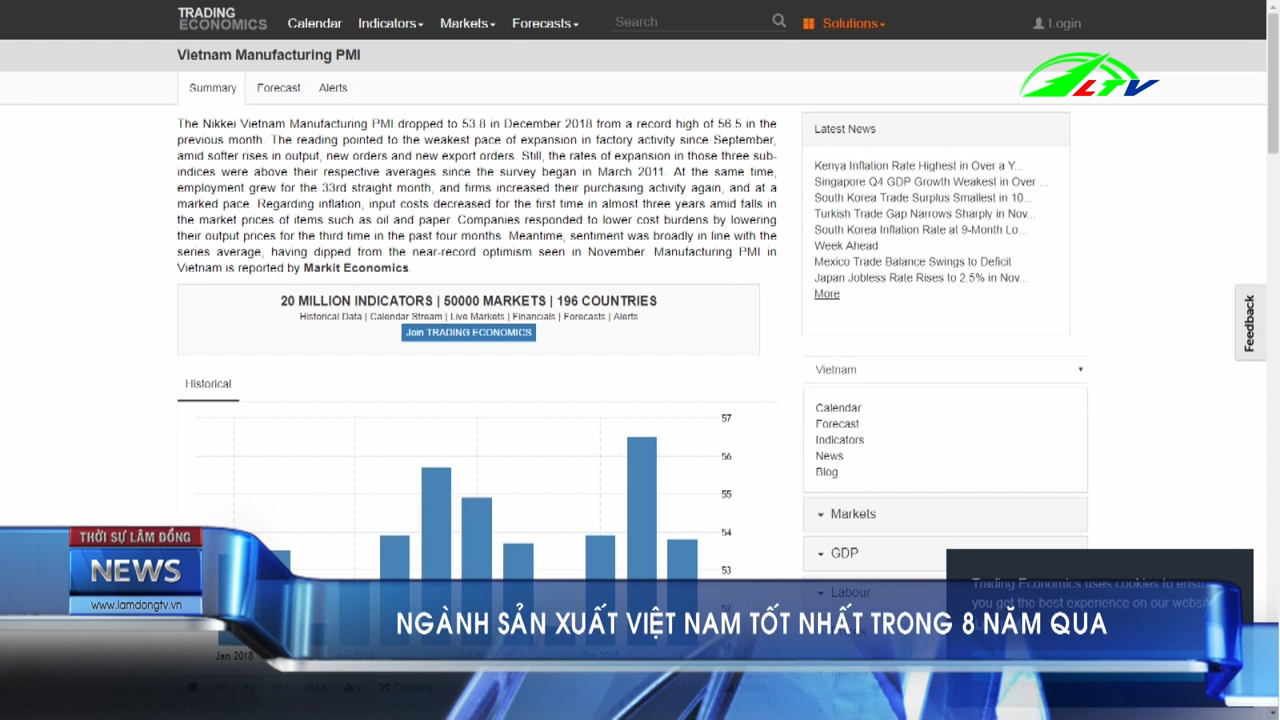 TRADING
ECONOMICS
Calendar Indicators Markets Forecasts Search Solutions Login
Vietnam Manufacturing PMI
LTV
Summary Forecast Alerts
The Nikkei Vietnam Manufacturing PMI dropped to 53.8 in December 2018 from a record high of 56.5 in the
previous month. The reading pointed to the weakest pace of expansion in factory activity since September,
amid softer rises in output, new orders and new export orders. Still, the rates of expansion in those three sub-
indices were above their respective averages since the survey began in March 2011. At the same time,
employment grew for the 33rd straight month, and firms increased their purchasing activity again, and at a
marked pace. Regarding inflation, input costs decreased for the first time in almost three years amid falls in
the market prices of items such as oil and paper. Companies responded to lower cost burdens by lowering
their output prices for the third time in the past four months. Meantime, sentiment was broadly in line with the
series average, having dipped from the near-record optimism seen in November. Manufacturing PMI in
Vietnam is reported by Markit Economics
20 MILLION INDICATORS | 50000 MARKETS | 196 COUNTRIES
Historical Data | Calendar Stream | Live Markets | Financials | Forecasts | Alerts
Join TRADING ECONOMICS
Latest News
Kenya Inflation Rate Highest in Over a Y...
Singapore Q4 GDP Growth Weakest in Over ...
South Korea Trade Surplus Smallest in 10...
Turkish Trade Gap Narrows Sharply in Nov...
South Korea Inflation Rate at 9-Month Lo...
Week Ahead
Mexico Trade Balance Swings to Deficit
Japan Jobless Rate Rises to 2.5% in Nov...
More
Feedback
Vietnam
Calendar
Forecast
Indicators
News
Blog
Markets
GDP
Labour
Historical
57
56
55
54
53
Jan 2018
Oct 2018
MAX
Compare
Trading Economics uses cookies to ensu
you get the best experience on our websi
THỜI SỰ LÂM ĐỒNG
NEWS
www.lamdongtv.vn
NGÀNH SẢN XUẤT VIỆT NAM TỐT NHẤT TRONG 8 NĂM QUA